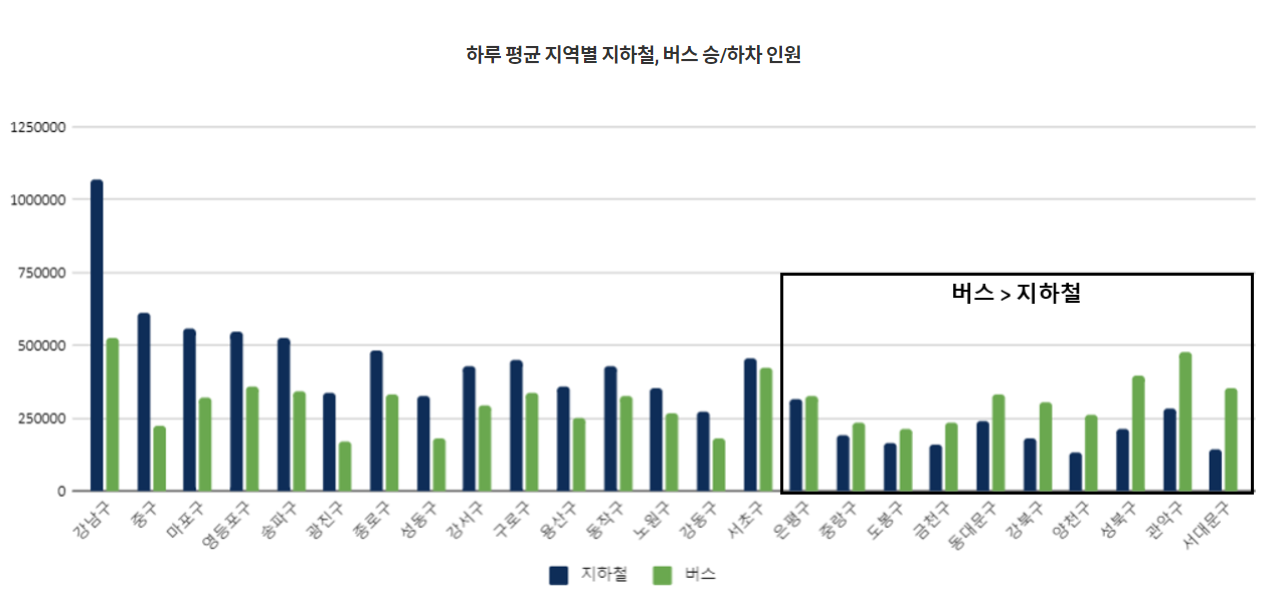 하루 평균 지역별 지하철, 버스 승/하차 인원
1250000
1000000
750000
버스 > 지하철
500000
250000
0
강남구
중구
마포구
영등포구
송파구
광진구
종로구
성동구
강서구
구로구
용산구
동작구
노원구
강동구
서초구
은평구
중랑구
도봉구
금천구
동대문구
강북구
양천구
성북구
관악구
서대문구
지하철 버스